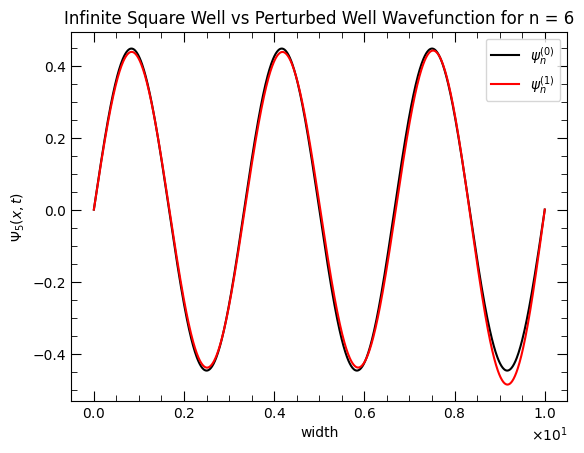 Infinite Square Well vs Perturbed Well Wavefunction for n = 6
ψₙ⁽⁰⁾
ψₙ⁽¹⁾
Ψ₅(x, t)
0.4
0.2
0.0
−0.2
−0.4
0.0 0.2 0.4 0.6 0.8 1.0
width
×10¹